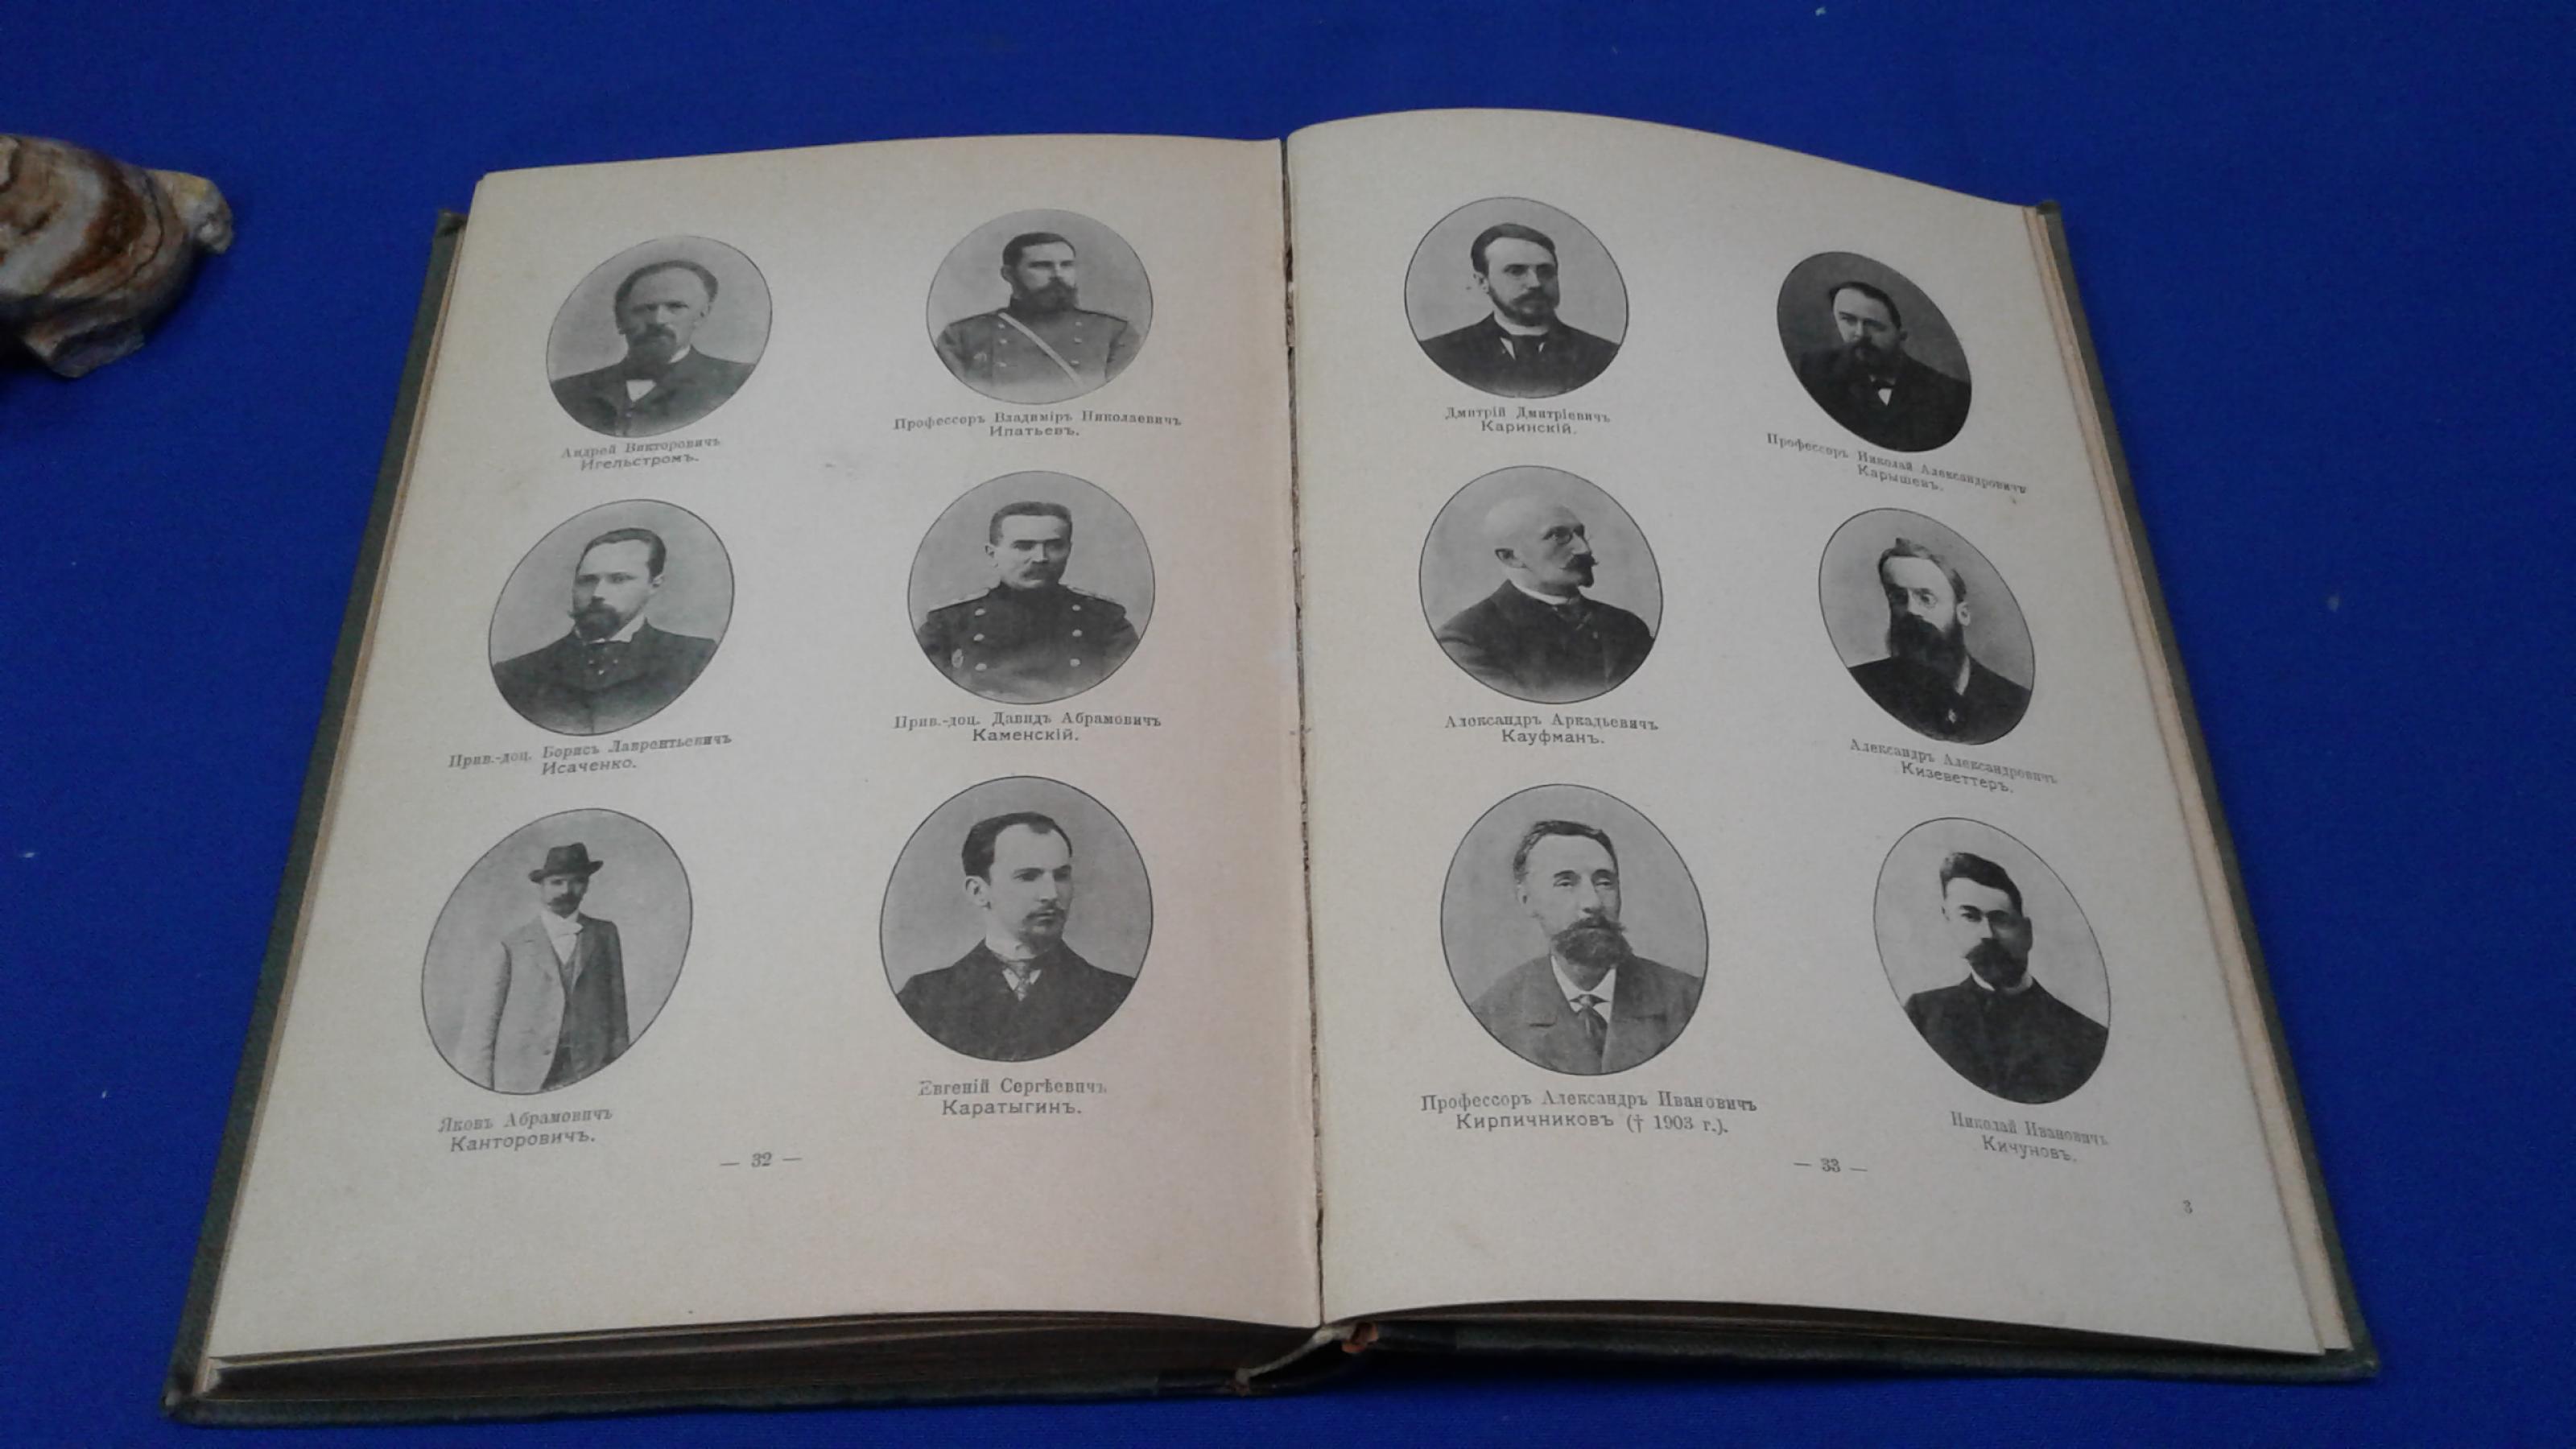 Андрей Викторовичъ
Игельстромъ.
Профессоръ Владиміръ Николаевичъ
Ипатьевъ.
Прив.-доц. Борисъ Лаврентьевичъ
Исаченко.
Прив.-доц. Давидъ Абрамовичъ
Каменскій.
Яковъ Абрамовичъ
Канторовичъ.
Евгеній Сергѣевичъ
Каратыгинъ.
— 32 —
Дмитрій Дмитріевичъ
Каринскій.
Профессоръ Николай Александровичъ
Карышевъ.
Александръ Аркадьевичъ
Кауфманъ.
Александръ Александровичъ
Кизеветтеръ.
Профессоръ Александръ Ивановичъ
Кирпичниковъ († 1903 г.).
Николай Ивановичъ
Кичуновъ.
— 33 —
3